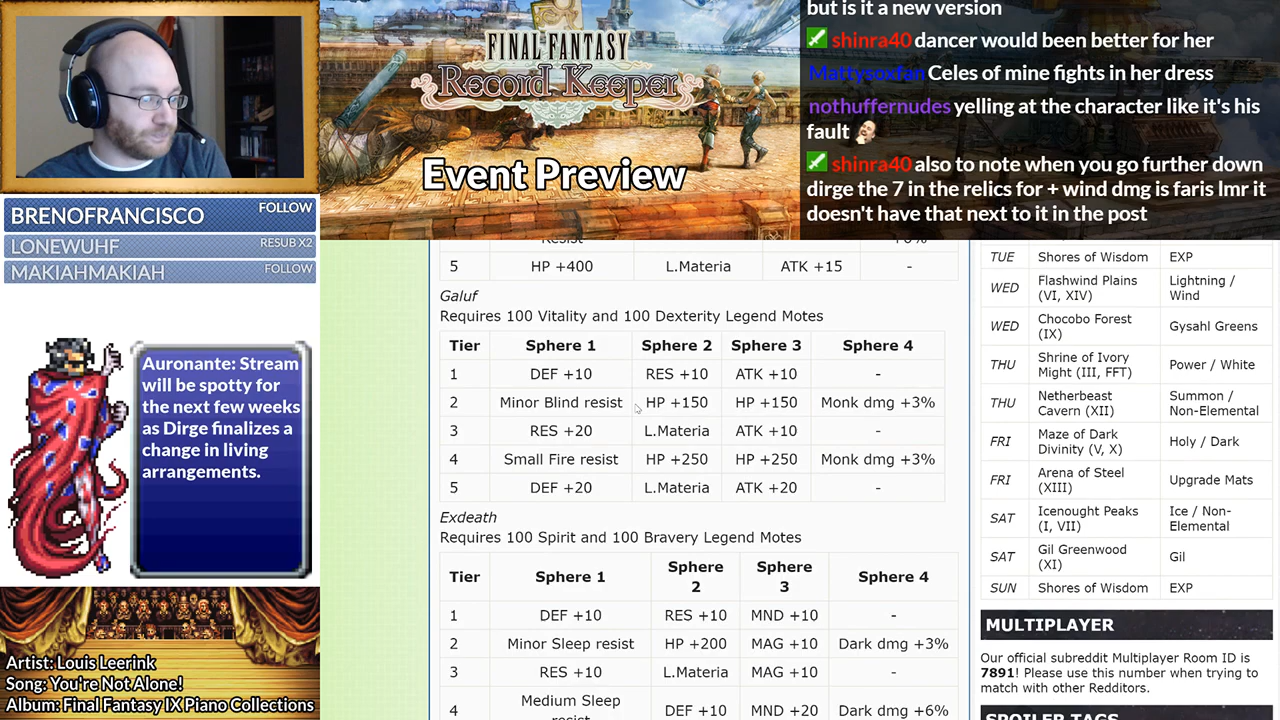 FINAL FANTASY
Record Keeper
Event Preview
but is it a new version
shinra40 dancer would been better for her
Mattysoxfan Celes of mine fights in her dress
nothuffernudes yelling at the character like it's his
fault
shinra40 also to note when you go further down
dirge the 7 in the relics for + wind dmg is faris lmr it
doesn't have that next to it in the post
BRENOFRANCISCO FOLLOW
LONEWUHF RESUB X2
MAKIAHMAKIAH FOLLOW
Auronante: Stream
will be spotty for
the next few weeks
as Dirge finalizes a
change in living
arrangements.
Artist: Louis Leerink
Song: You're Not Alone!
Album: Final Fantasy IX Piano Collections
Resist
5 HP +400 L.Materia ATK +15 -
Galuf
Requires 100 Vitality and 100 Dexterity Legend Motes
Tier Sphere 1 Sphere 2 Sphere 3 Sphere 4
1 DEF +10 RES +10 ATK +10 -
2 Minor Blind resist HP +150 HP +150 Monk dmg +3%
3 RES +20 L.Materia ATK +10 -
4 Small Fire resist HP +250 HP +250 Monk dmg +3%
5 DEF +20 L.Materia ATK +20 -
Exdeath
Requires 100 Spirit and 100 Bravery Legend Motes
Tier Sphere 1 Sphere 2 Sphere 3 Sphere 4
1 DEF +10 RES +10 MND +10 -
2 Minor Sleep resist HP +200 MAG +10 Dark dmg +3%
3 RES +10 L.Materia MAG +10 -
4 Medium Sleep resist DEF +10 MND +20 Dark dmg +6%
TUE Shores of Wisdom EXP
WED Flashwind Plains (VI, XIV) Lightning / Wind
WED Chocobo Forest (IX) Gysahl Greens
THU Shrine of Ivory Might (III, FFT) Power / White
THU Netherbeast Cavern (XII) Summon / Non-Elemental
FRI Maze of Dark Divinity (V, X) Holy / Dark
FRI Arena of Steel (XIII) Upgrade Mats
SAT Icenought Peaks (I, VII) Ice / Non-Elemental
SAT Gil Greenwood (XI) Gil
SUN Shores of Wisdom EXP
MULTIPLAYER
Our official subreddit Multiplayer Room ID is
7891! Please use this number when trying to
match with other Redditors.
SPOILER TAGS